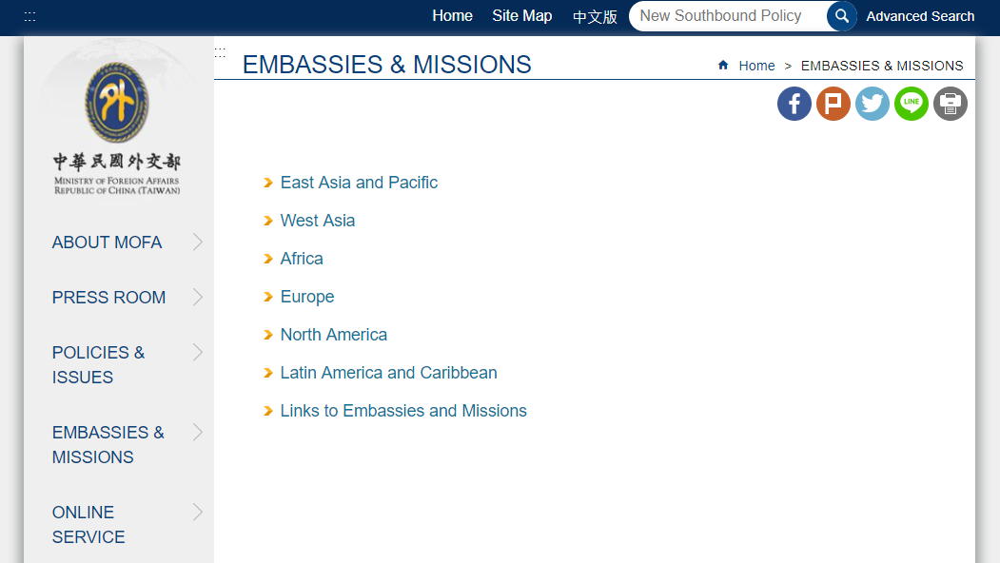 :::
Home Site Map 中文版 New Southbound Policy Advanced Search
中華民國外交部
MINISTRY OF FOREIGN AFFAIRS
REPUBLIC OF CHINA (TAIWAN)
ABOUT MOFA
PRESS ROOM
POLICIES &
ISSUES
EMBASSIES &
MISSIONS
ONLINE
SERVICE
:::
EMBASSIES & MISSIONS
Home > EMBASSIES & MISSIONS
LINE
East Asia and Pacific
West Asia
Africa
Europe
North America
Latin America and Caribbean
Links to Embassies and Missions